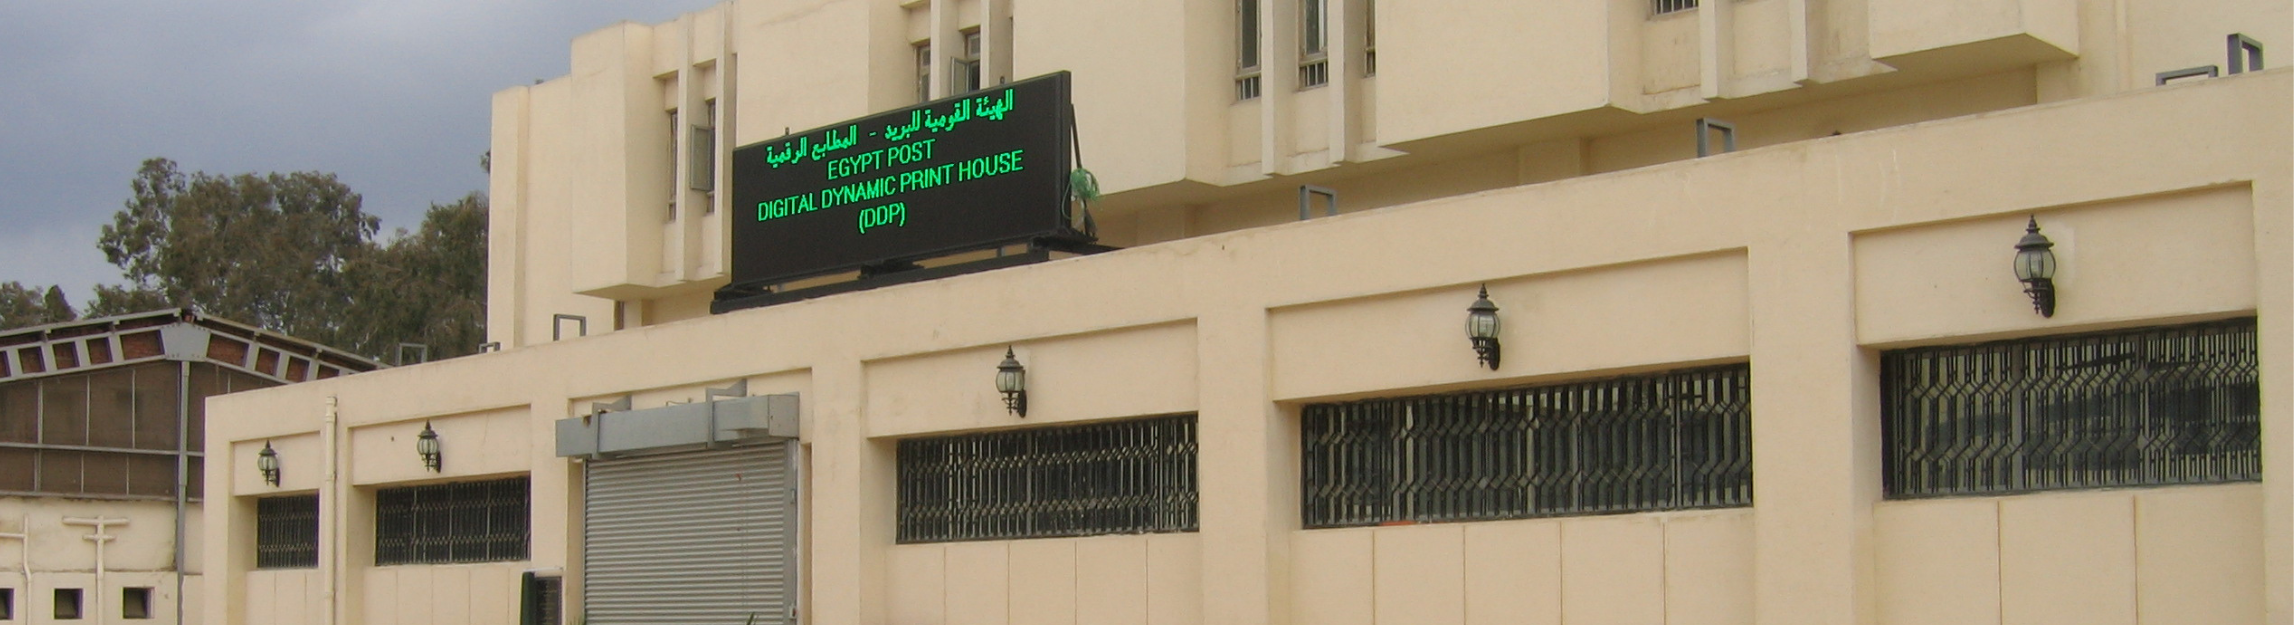 الهيئة القومية للبريد - المطابع الرقمية
EGYPT POST
DIGITAL DYNAMIC PRINT HOUSE
(DDP)